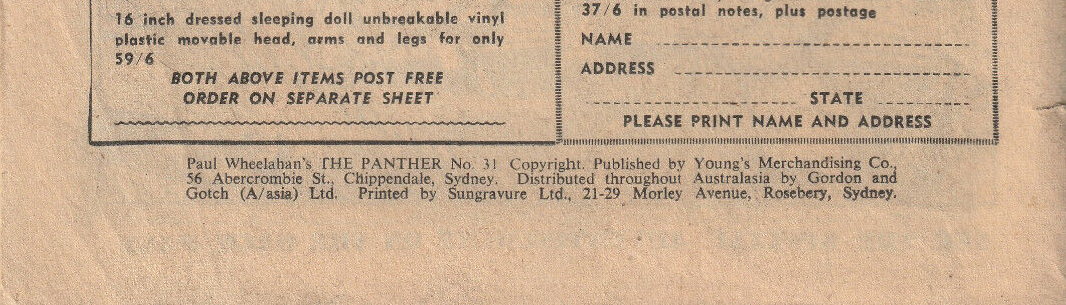 16 inch dressed sleeping doll unbreakable vinyl
plastic movable head, arms and legs for only
59/6
BOTH ABOVE ITEMS POST FREE
ORDER ON SEPARATE SHEET
37/6 in postal notes, plus postage
NAME
ADDRESS
STATE
PLEASE PRINT NAME AND ADDRESS
Paul Wheelahan's THE PANTHER No. 31 Copyright. Published by Young's Merchandising Co.,
56 Abercrombie St., Chippendale, Sydney. Distributed throughout Australasia by Gordon and
Gotch (A/asia) Ltd. Printed by Sungravure Ltd., 21-29 Morley Avenue, Rosebery, Sydney.